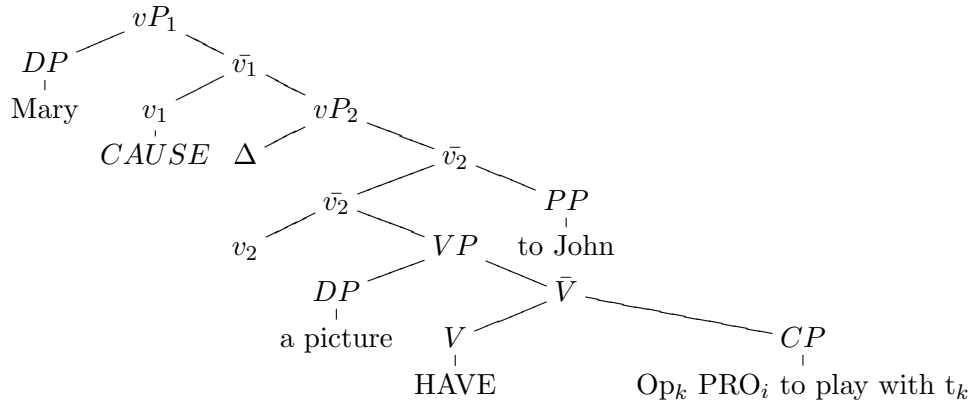 vP₁
DP v̄₁
Mary v₁ vP₂
CAUSE Δ v̄₂
v̄₂ PP
v₂ VP to John
DP V̄
a picture V CP
HAVE Opₖ PROᵢ to play with tₖ